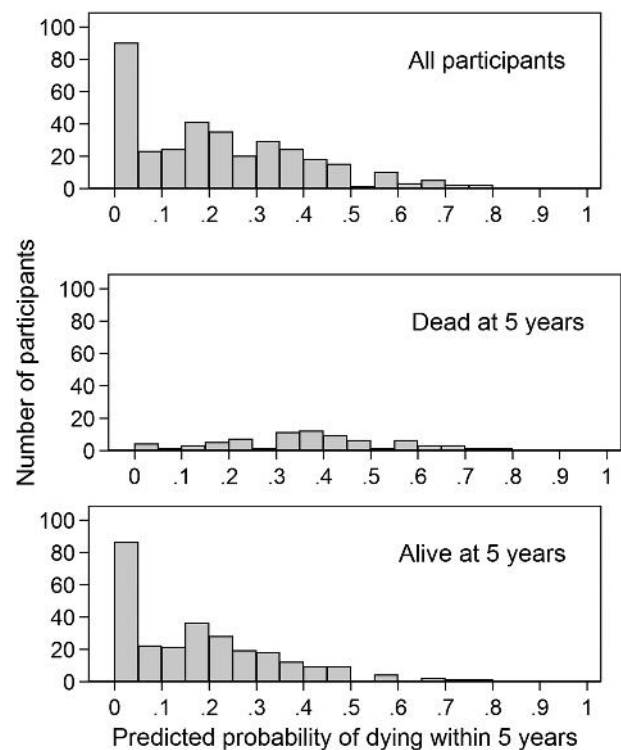 100
80
60
40
20
0
All participants
0 .1 .2 .3 .4 .5 .6 .7 .8 .9 1
Number of participants
100
80
60
40
20
0
Dead at 5 years
0 .1 .2 .3 .4 .5 .6 .7 .8 .9 1
100
80
60
40
20
0
Alive at 5 years
0 .1 .2 .3 .4 .5 .6 .7 .8 .9 1
Predicted probability of dying within 5 years